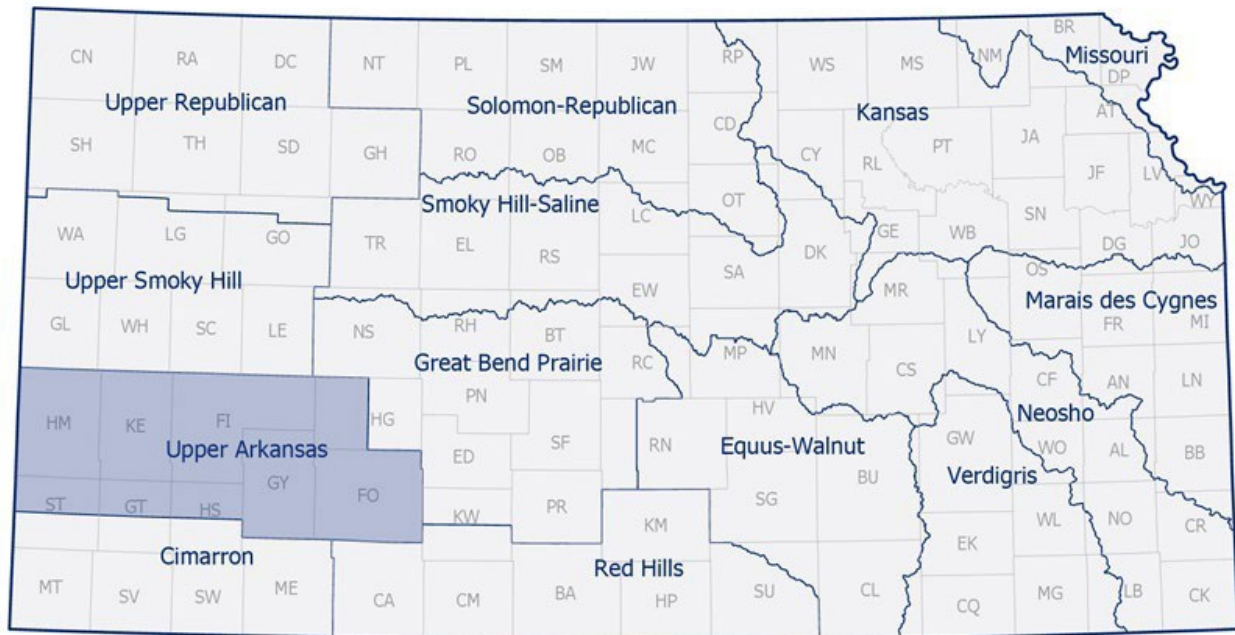 BR
CN
RA
DC
NT
PL
SM
JW
RP
WS
MS
NM
Missouri
DP
Upper Republican
Solomon-Republican
Kansas
AT
SH
TH
SD
GH
RO
OB
MC
CD
CY
RL
PT
JA
JF
LV
WY
Smoky Hill-Saline
LC
OT
SN
WA
LG
GO
TR
EL
RS
SA
DK
GE
WB
DG
JO
Upper Smoky Hill
EW
MR
OS
Marais des Cygnes
GL
WH
SC
LE
NS
RH
BT
RC
MP
MN
CS
LY
FR
MI
Great Bend Prairie
CF
AN
LN
HM
KE
FI
HG
PN
SF
RN
HV
Neosho
Upper Arkansas
ED
Equus-Walnut
GW
WO
AL
BB
Verdigris
GY
FO
KW
PR
SG
BU
ST
GT
HS
KM
WL
NO
CR
Cimarron
Red Hills
EK
MT
SV
SW
ME
CA
CM
BA
HP
SU
CL
CQ
MG
LB
CK